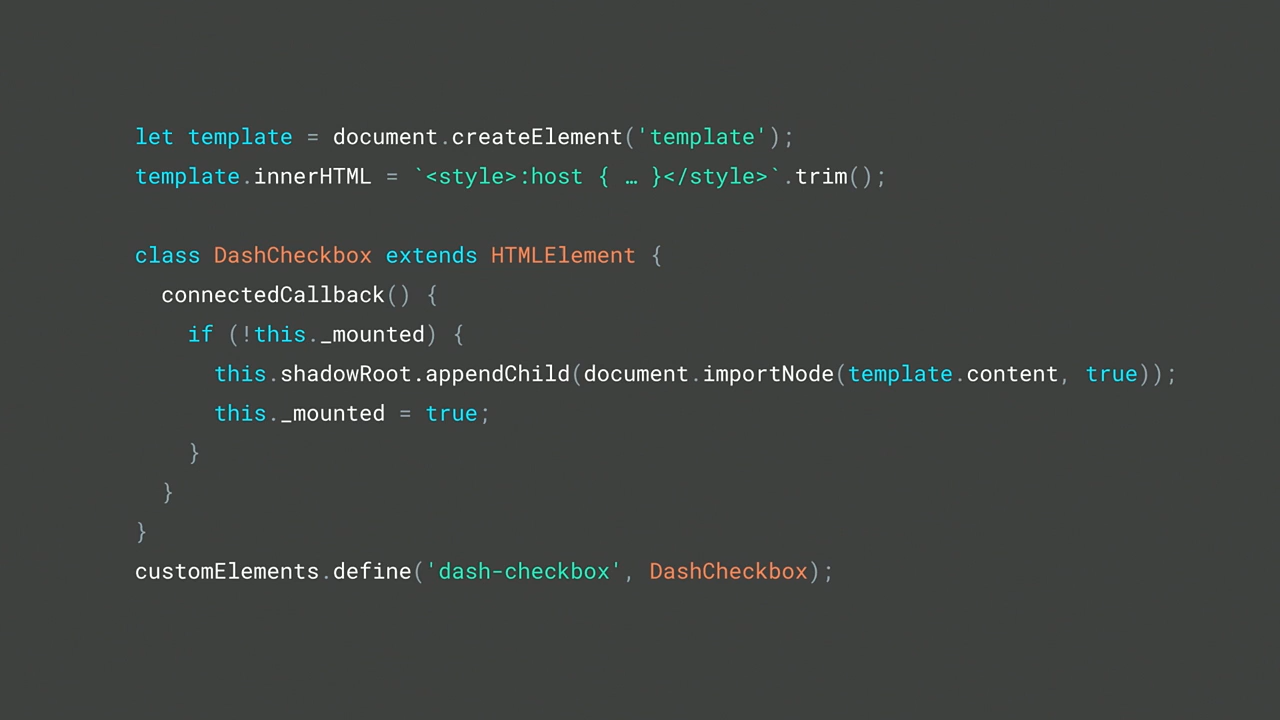 let template = document.createElement('template');
template.innerHTML = `<style>:host { … }</style>`.trim();
class DashCheckbox extends HTMLElement {
  connectedCallback() {
    if (!this._mounted) {
      this.shadowRoot.appendChild(document.importNode(template.content, true));
      this._mounted = true;
    }
  }
}
customElements.define('dash-checkbox', DashCheckbox);